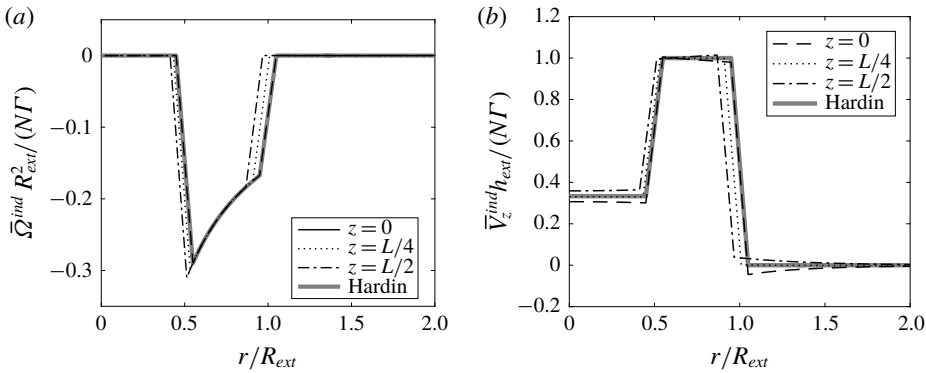 (a)
0
−0.1
−0.2
−0.3
0
0.5
1.0
1.5
2.0
Ω̄^ind R²_ext/(NΓ)
r/R_ext
z = 0
z = L/4
z = L/2
Hardin
(b)
1.2
1.0
0.8
0.6
0.4
0.2
0
−0.2
0
0.5
1.0
1.5
2.0
V̄_z^ind h_ext/(NΓ)
r/R_ext
z = 0
z = L/4
z = L/2
Hardin